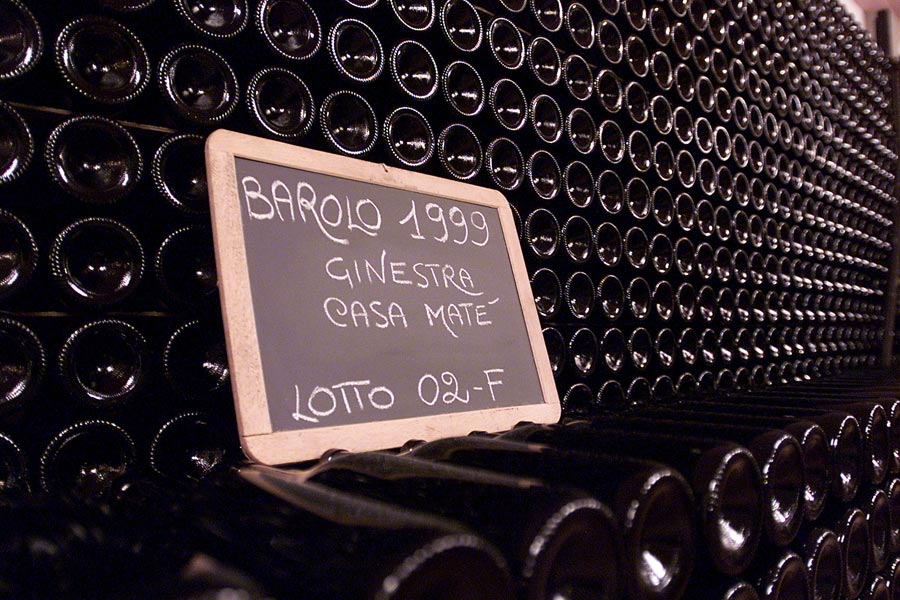 BAROLO 1999
GINESTRA
CASA MATÉ
LOTTO 02-F